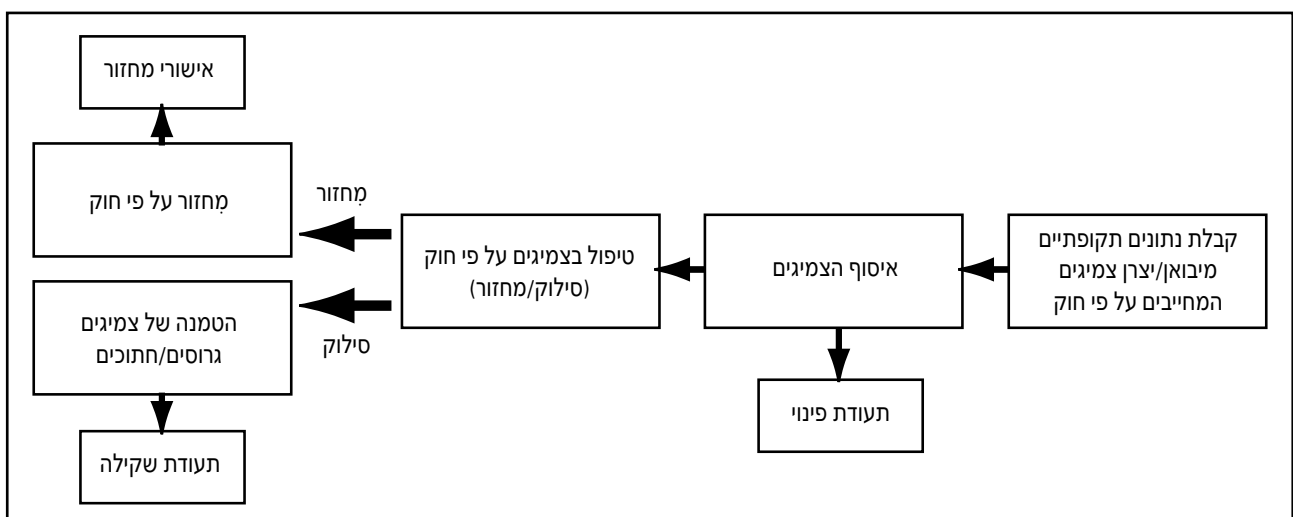 אישורי מחזור
מִחזור על פי חוק
מִחזור
קבלת נתונים תקופתיים
מיבואן/יצרן צמיגים
המחייבים על פי חוק
איסוף הצמיגים
טיפול בצמיגים על פי חוק
(סילוק/מחזור)
הטמנה של צמיגים
גרוסים/חתוכים
סילוק
תעודת פינוי
תעודת שקילה